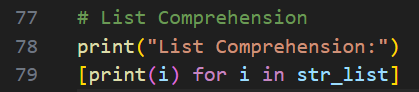 77 # List Comprehension
78 print("List Comprehension:")
79 [print(i) for i in str_list]